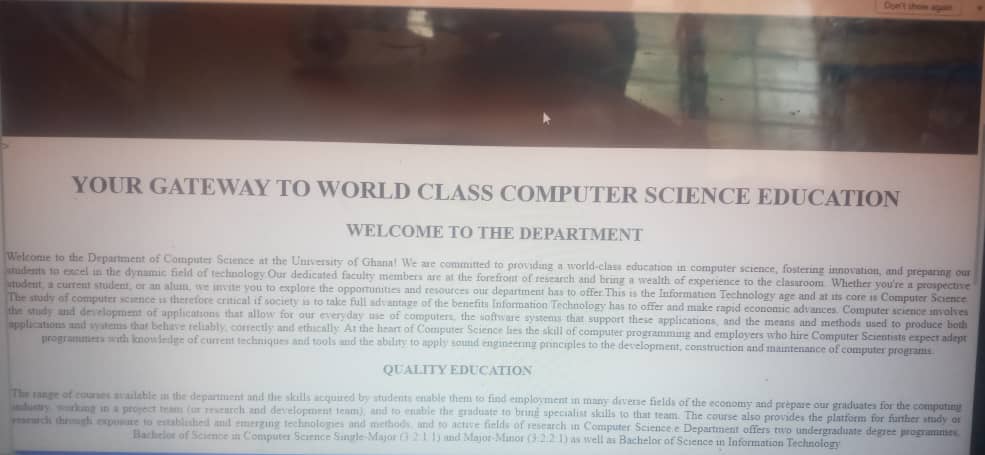 Don't show again
YOUR GATEWAY TO WORLD CLASS COMPUTER SCIENCE EDUCATION
WELCOME TO THE DEPARTMENT
Welcome to the Department of Computer Science at the University of Ghana! We are committed to providing a world-class education in computer science, fostering innovation, and preparing our
students to excel in the dynamic field of technology.Our dedicated faculty members are at the forefront of research and bring a wealth of experience to the classroom. Whether you're a prospective
student, a current student, or an alum, we invite you to explore the opportunities and resources our department has to offer.This is the Information Technology age and at its core is Computer Science.
The study of computer science is therefore critical if society is to take full advantage of the benefits Information Technology has to offer and make rapid economic advances. Computer science involves
the study and development of applications that allow for our everyday use of computers, the software systems that support these applications, and the means and methods used to produce both
applications and systems that behave reliably, correctly and ethically. At the heart of Computer Science lies the skill of computer programming and employers who hire Computer Scientists expect adept
programmers with knowledge of current techniques and tools and the ability to apply sound engineering principles to the development, construction and maintenance of computer programs.
QUALITY EDUCATION
The range of courses available in the department and the skills acquired by students enable them to find employment in many diverse fields of the economy and prepare our graduates for the computing
industry, working in a project team (or research and development team), and to enable the graduate to bring specialist skills to that team. The course also provides the platform for further study or
research through exposure to established and emerging technologies and methods, and to active fields of research in Computer Science.e Department offers two undergraduate degree programmes,
Bachelor of Science in Computer Science Single-Major (3.2.1.1) and Major-Minor (3.2.2.1) as well as Bachelor of Science in Information Technology